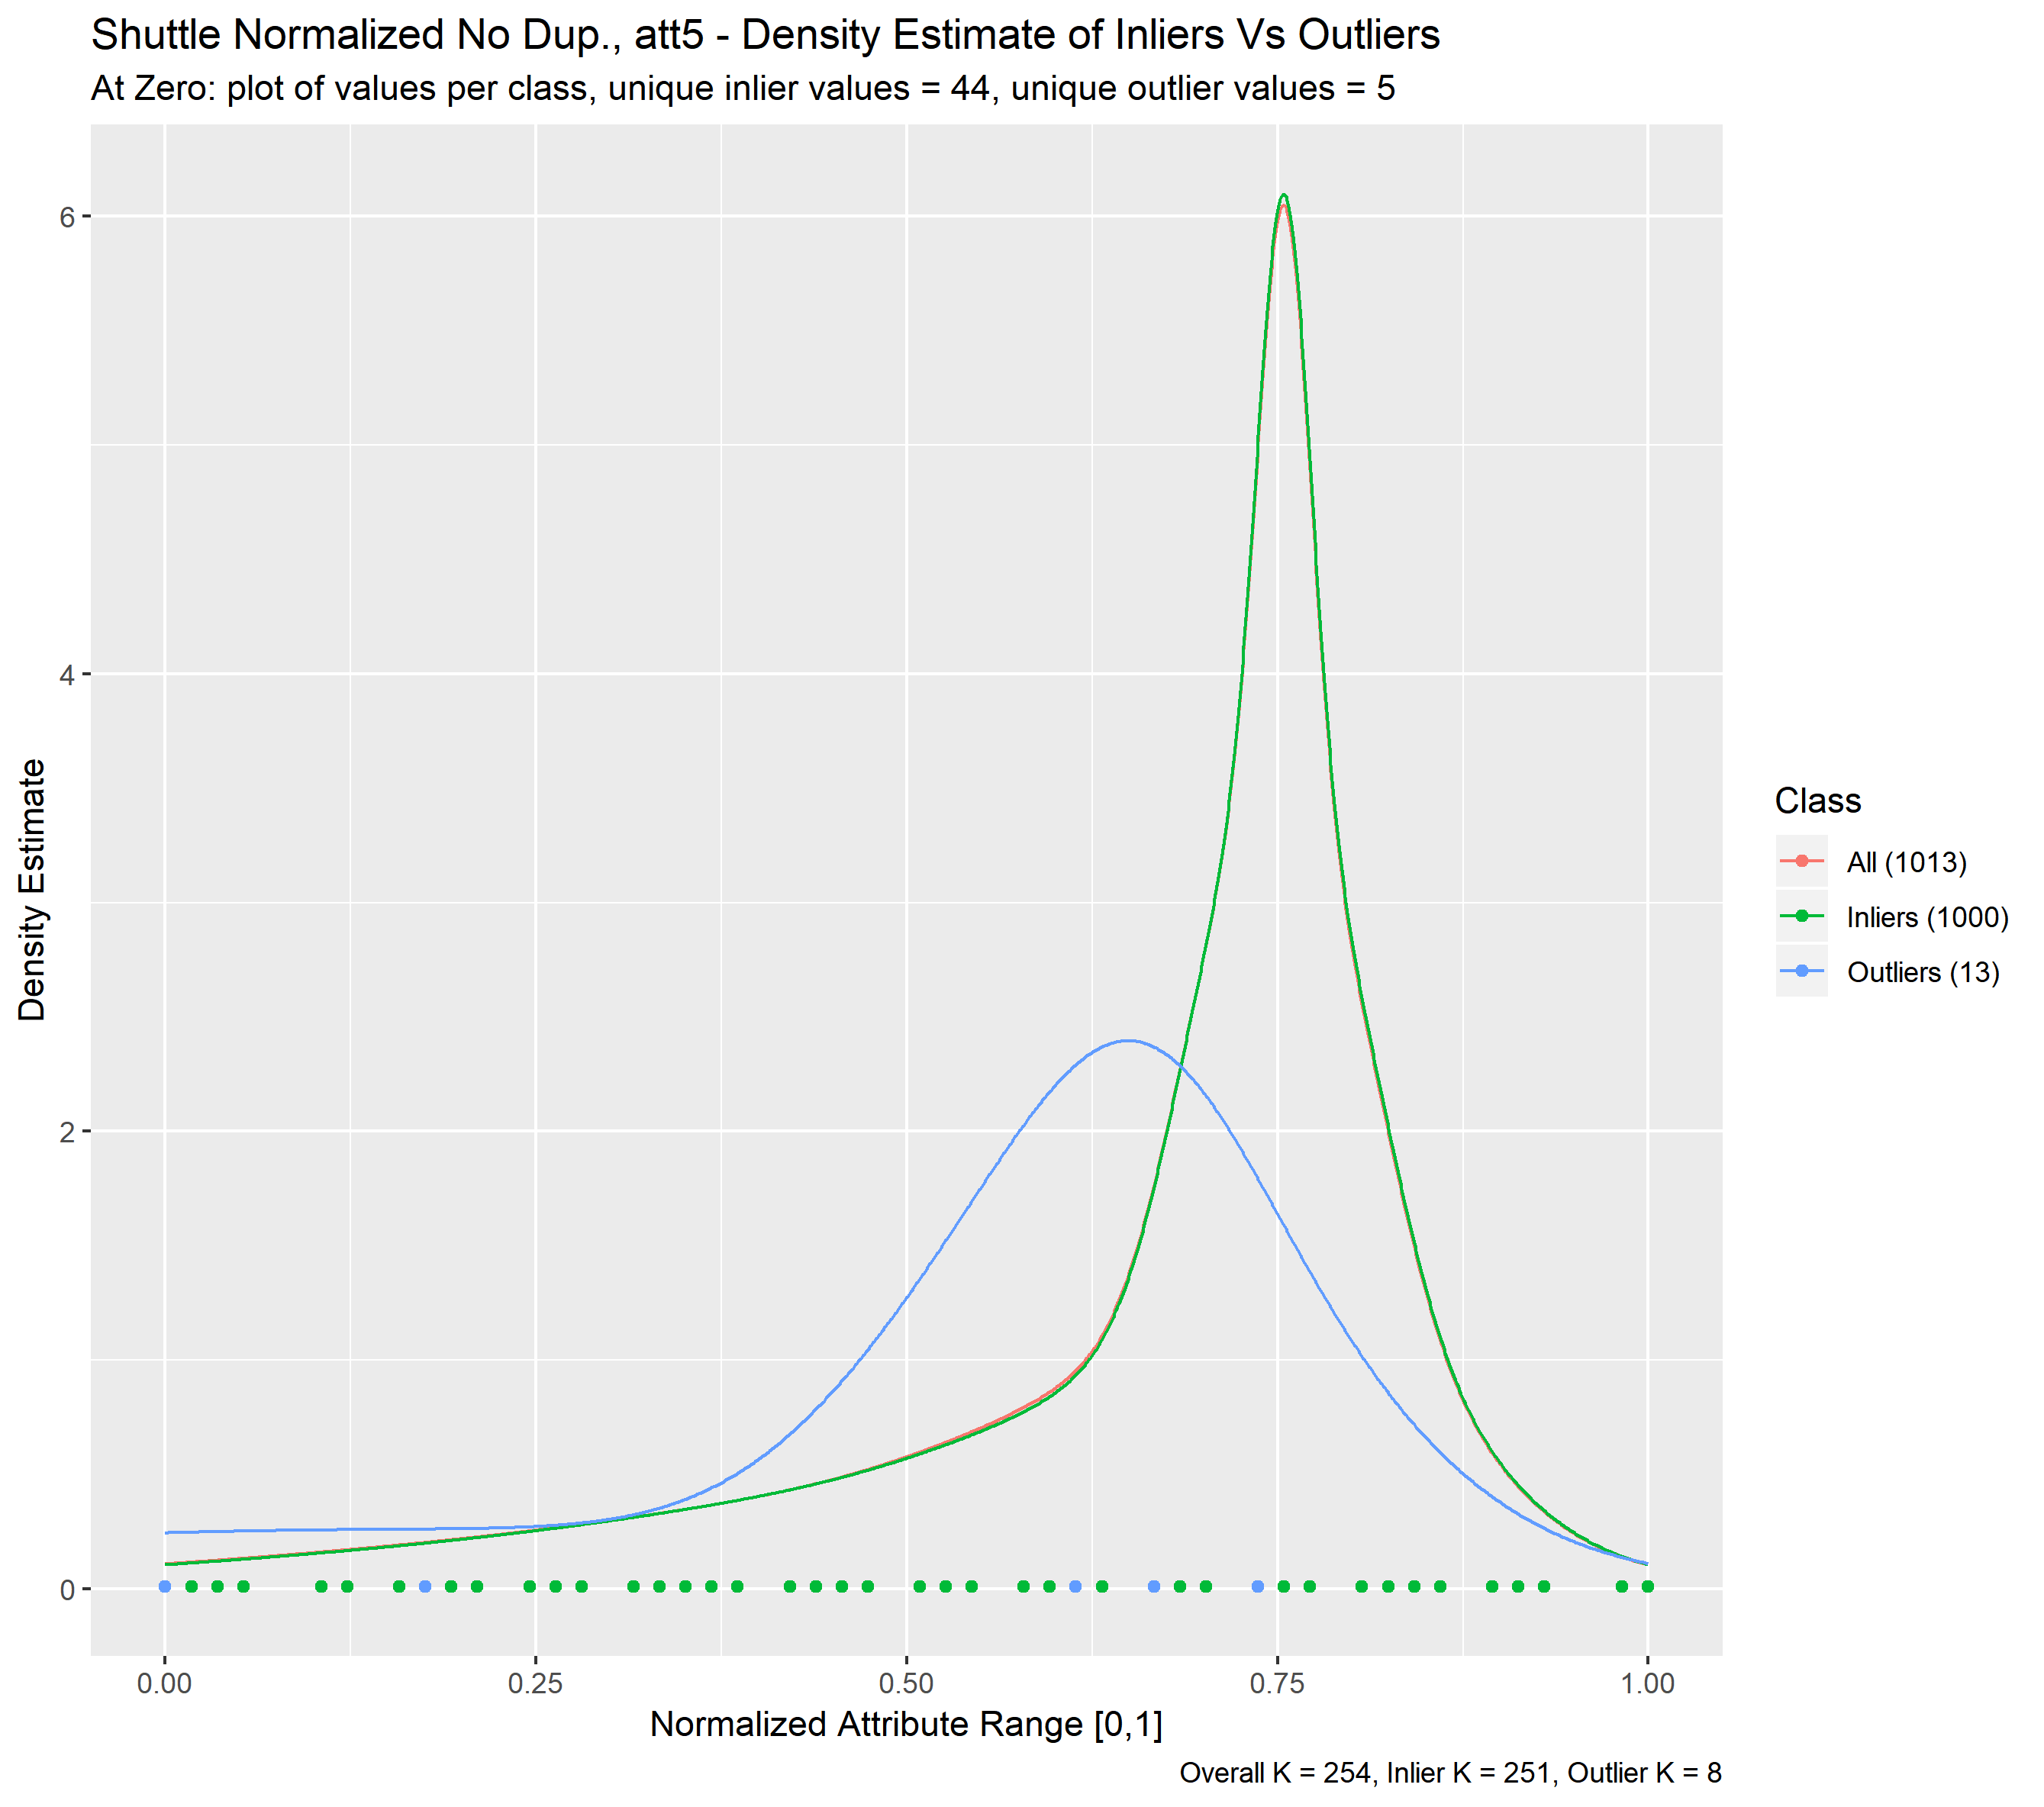 Shuttle Normalized No Dup., att5 - Density Estimate of Inliers Vs Outliers
At Zero: plot of values per class, unique inlier values = 44, unique outlier values = 5
6
4
2
0
Density Estimate
0.00 0.25 0.50 0.75 1.00
Normalized Attribute Range [0,1]
Class
All (1013)
Inliers (1000)
Outliers (13)
Overall K = 254, Inlier K = 251, Outlier K = 8